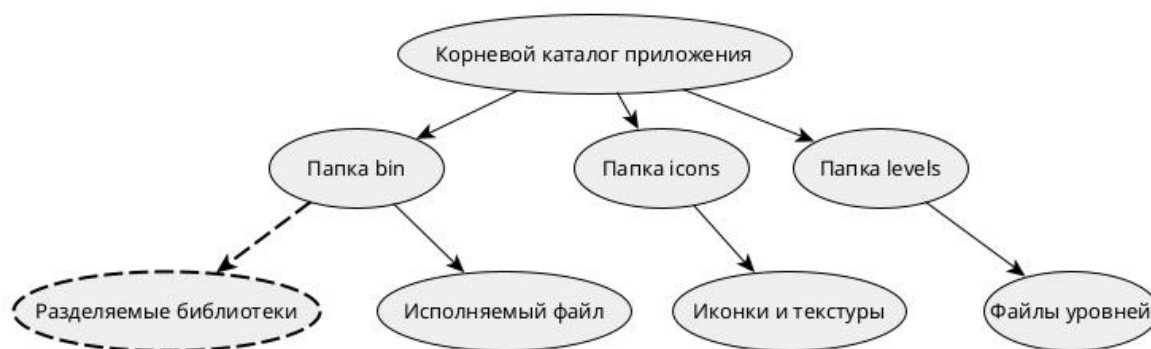 Корневой каталог приложения
Папка bin
Папка icons
Папка levels
Разделяемые библиотеки
Исполняемый файл
Иконки и текстуры
Файлы уровней